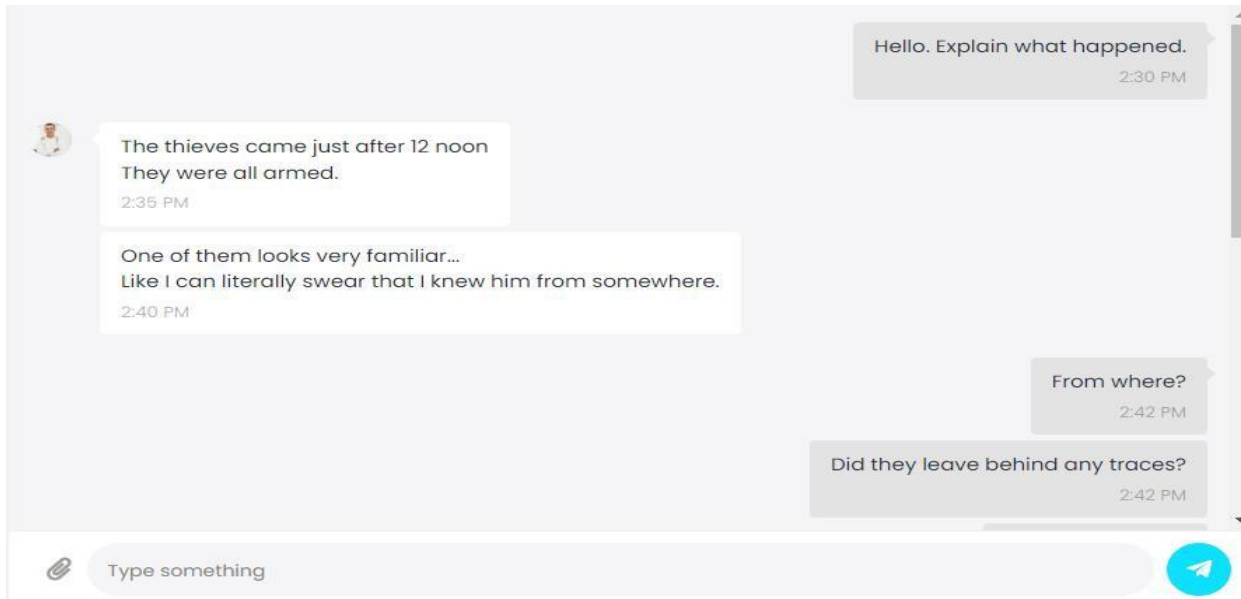 Hello. Explain what happened.
2:30 PM
The thieves came just after 12 noon
They were all armed.
2:35 PM
One of them looks very familiar...
Like I can literally swear that I knew him from somewhere.
2:40 PM
From where?
2:42 PM
Did they leave behind any traces?
2:42 PM
Type something